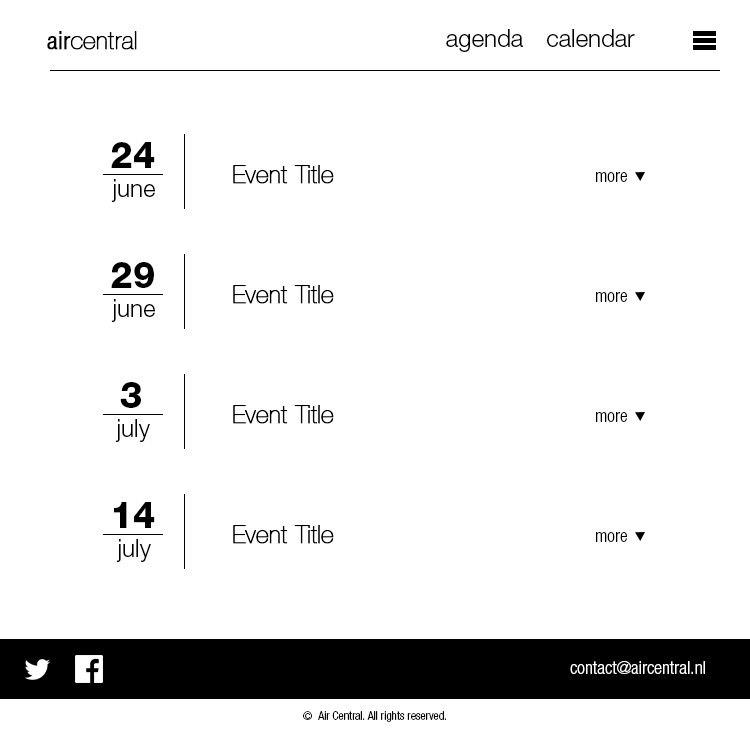 aircentral agenda calendar
24
june
Event Title more ▼
29
june
Event Title more ▼
3
july
Event Title more ▼
14
july
Event Title more ▼
contact@aircentral.nl
© Air Central. All rights reserved.